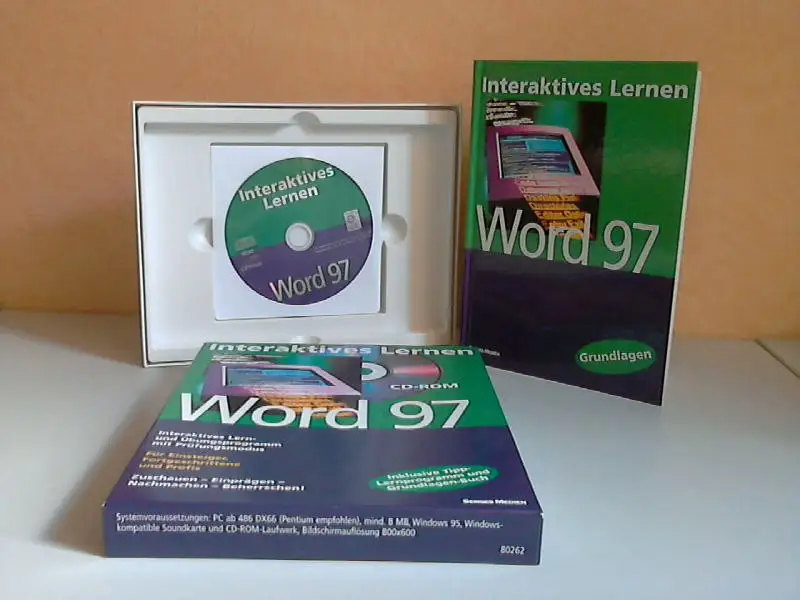 Interaktives Lernen
Word 97
Grundlagen
Interaktives
Lernen
Word 97
Interaktives Lernen
CD-ROM
Word 97
Interaktives Lern-
und Übungsprogramm
mit Prüfungsmodus
Für Einsteiger,
Fortgeschrittene
und Profis
Zuschauen – Einprägen –
Nachmachen – Beherrschen!
Inklusive Tipp-
Lernprogramm und
Grundlagen-Buch
Systemvoraussetzungen: PC ab 486 DX66 (Pentium empfohlen), mind. 8 MB, Windows 95, Windows-
kompatible Soundkarte und CD-ROM-Laufwerk, Bildschirmauflösung 800x600
80262